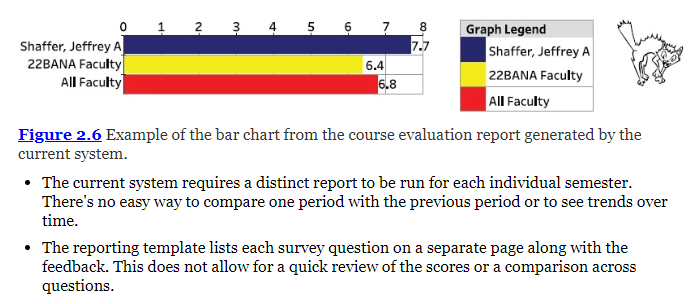 0 1 2 3 4 5 6 7 8
Shaffer, Jeffrey A 7.7
22BANA Faculty 6.4
All Faculty 6.8
Graph Legend
Shaffer, Jeffrey A
22BANA Faculty
All Faculty
Figure 2.6 Example of the bar chart from the course evaluation report generated by the
current system.
• The current system requires a distinct report to be run for each individual semester.
There's no easy way to compare one period with the previous period or to see trends over
time.
• The reporting template lists each survey question on a separate page along with the
feedback. This does not allow for a quick review of the scores or a comparison across
questions.